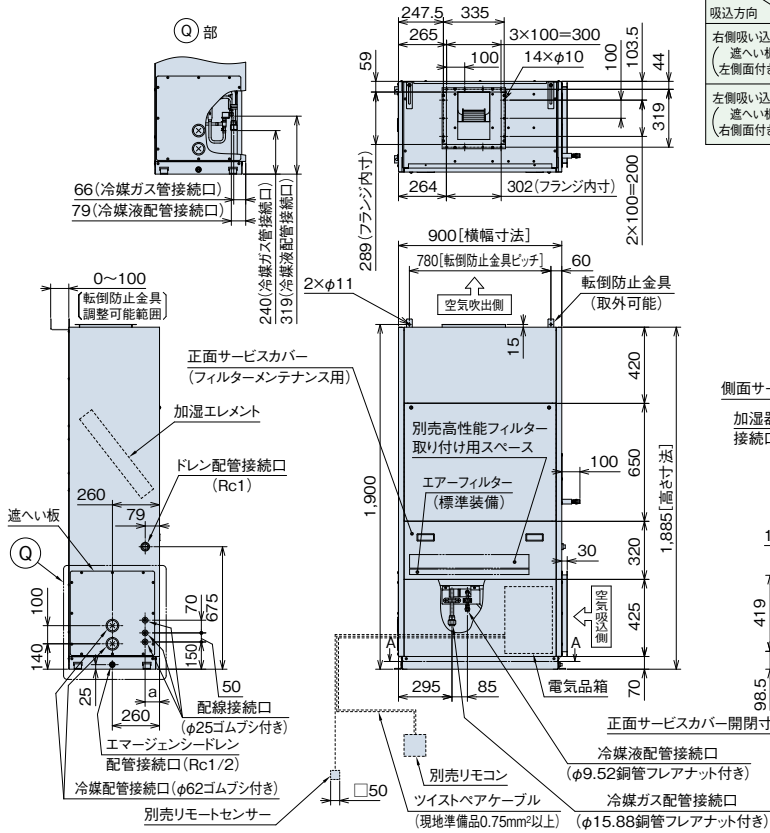 Q 部
66(冷媒ガス管接続口)
79(冷媒液配管接続口)
240(冷媒ガス管接続口)
319(冷媒液配管接続口)
247.5
335
265
3×100=300
100
14×φ10
59
100
103.5
44
319
264
302(フランジ内寸)
289(フランジ内寸)
2×100=200
吸込方向
右側吸い込
遮へい板
左側面付き
左側吸い込
遮へい板
右側面付き
0〜100
転倒防止金具
調整可能範囲
加湿エレメント
ドレン配管接続口
(Rc1)
260
79
遮へい板
Q
100
140
25
70
675
150
50
a
260
配線接続口
(φ25ゴムブシ付き)
エマージェンシードレン
配管接続口(Rc1/2)
冷媒配管接続口(φ62ゴムブシ付き)
別売リモートセンサー
900[横幅寸法]
780[転倒防止金具ピッチ]
60
2×φ11
空気吹出側
転倒防止金具
(取外可能)
15
正面サービスカバー
(フィルターメンテナンス用)
別売高性能フィルター
取り付け用スペース
エアーフィルター
(標準装備)
1,900
420
650
100
1,885[高さ寸法]
320
30
425
空気吸込側
A
A
295
85
電気品箱
70
□50
別売リモコン
ツイストペアケーブル
(現地準備品0.75mm²以上)
冷媒液配管接続口
(φ9.52銅管フレアナット付き)
冷媒ガス配管接続口
(φ15.88銅管フレアナット付き)
側面サー
加湿器
接続口
1
419
98.5
正面サービスカバー開閉寸